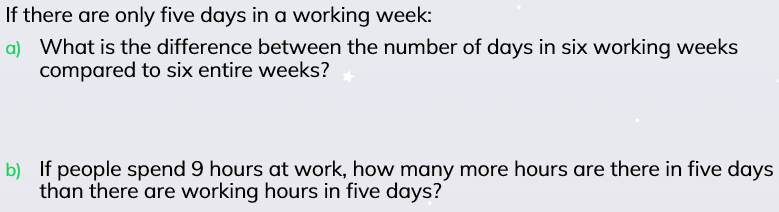 If there are only five days in a working week:
a) What is the difference between the number of days in six working weeks
compared to six entire weeks?
b) If people spend 9 hours at work, how many more hours are there in five days
than there are working hours in five days?